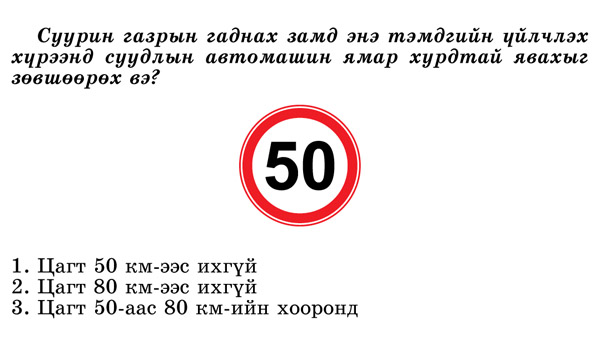 Суурин газрын гаднах замд энэ тэмдгийн үйлчлэх
хүрээнд суудлын автомашин ямар хурдтай явахыг
зөвшөөрөх вэ?
50
1. Цагт 50 км-ээс ихгүй
2. Цагт 80 км-ээс ихгүй
3. Цагт 50-аас 80 км-ийн хооронд